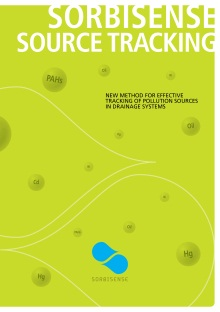 SORBISENSE
SOURCE TRACKING
PAHs
NEW METHOD FOR EFFECTIVE
TRACKING OF POLLUTION SOURCES
IN DRAINAGE SYSTEMS
Oil
Cd
Hg
Hg
SORBISENSE